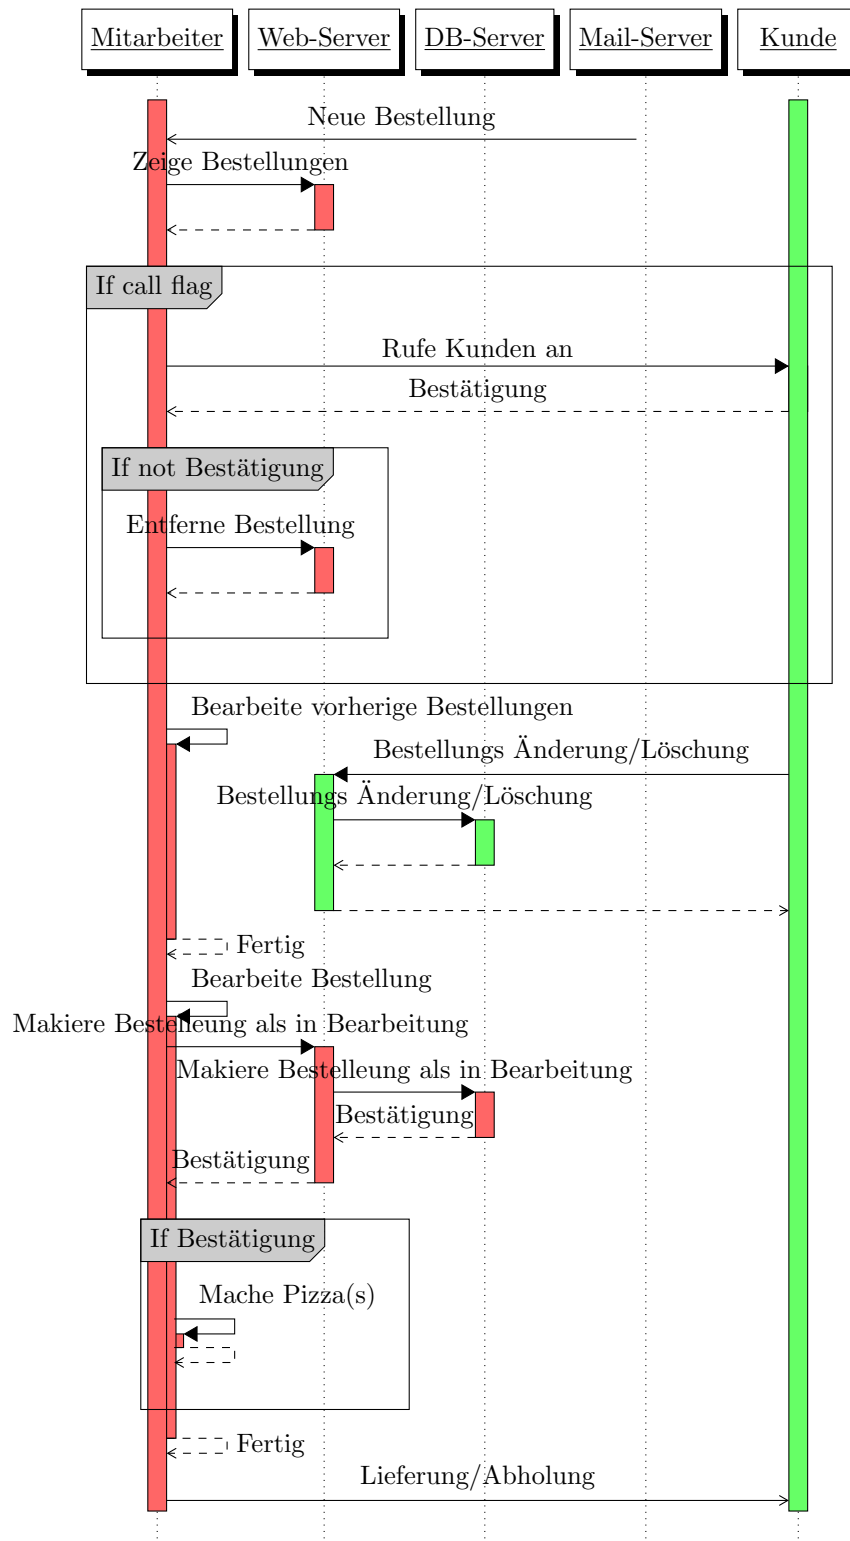 Mitarbeiter
Web-Server
DB-Server
Mail-Server
Kunde
Neue Bestellung
Zeige Bestellungen
If call flag
Rufe Kunden an
Bestätigung
If not Bestätigung
Entferne Bestellung
Bearbeite vorherige Bestellungen
Bestellungs Änderung/Löschung
Bestellungs Änderung/Löschung
Fertig
Bearbeite Bestellung
Makiere Bestelleung als in Bearbeitung
Makiere Bestelleung als in Bearbeitung
Bestätigung
Bestätigung
If Bestätigung
Mache Pizza(s)
Fertig
Lieferung/Abholung